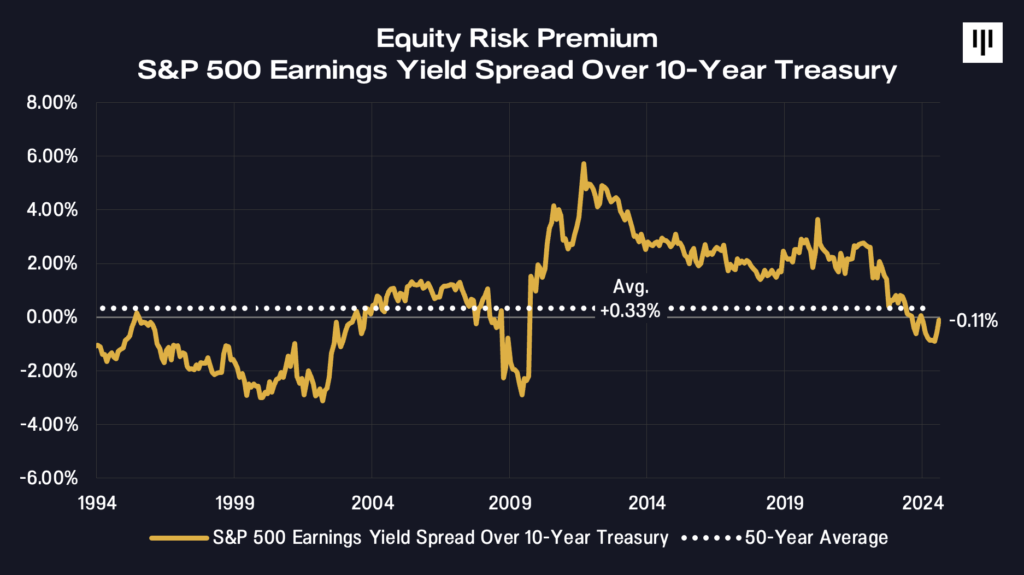 Equity Risk Premium
S&P 500 Earnings Yield Spread Over 10-Year Treasury
8.00%
6.00%
4.00%
2.00%
0.00%
-2.00%
-4.00%
-6.00%
Avg.
+0.33%
-0.11%
1994 1999 2004 2009 2014 2019 2024
S&P 500 Earnings Yield Spread Over 10-Year Treasury 50-Year Average